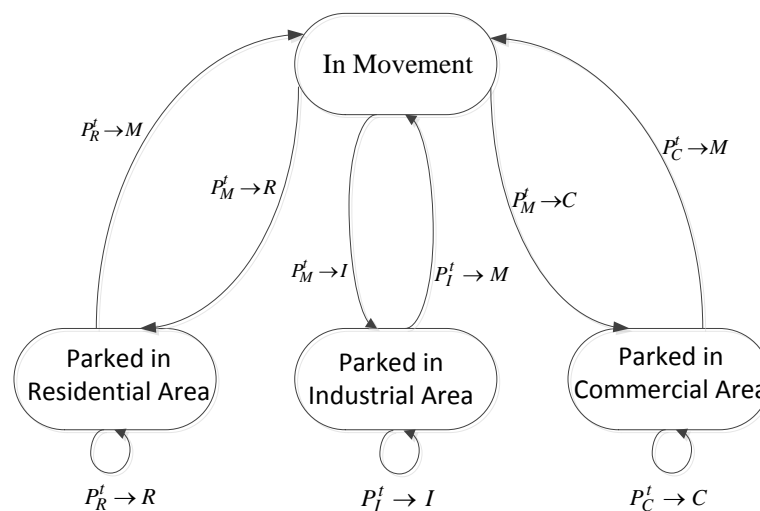 In Movement
P_R^t → M
P_C^t → M
P_M^t → R
P_M^t → C
P_M^t → I
P_I^t → M
Parked in
Residential Area
Parked in
Industrial Area
Parked in
Commercial Area
P_R^t → R
P_I^t → I
P_C^t → C